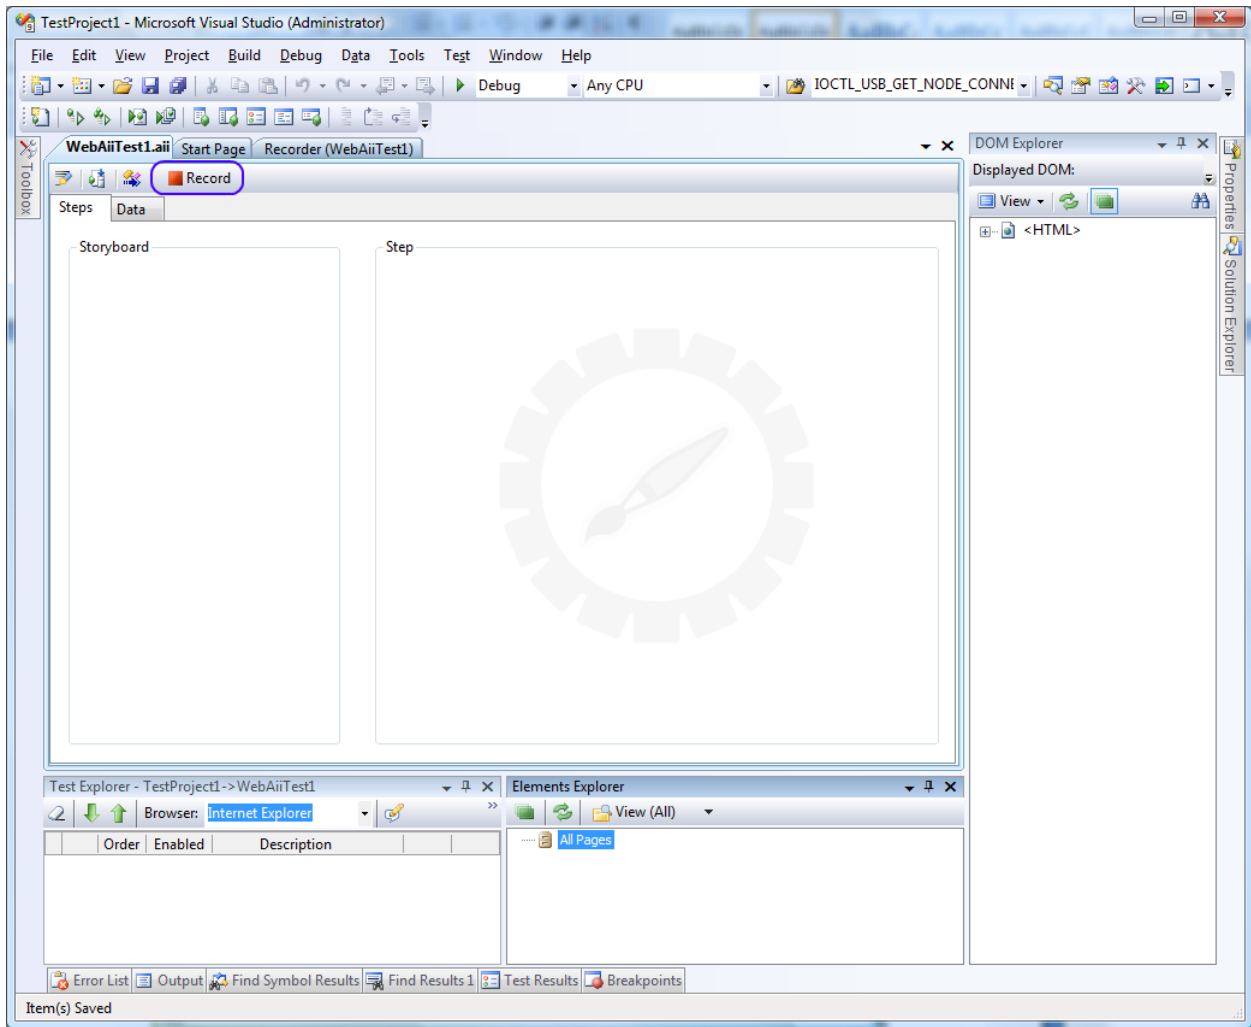 TestProject1 - Microsoft Visual Studio (Administrator)
File Edit View Project Build Debug Data Tools Test Window Help
Debug Any CPU IOCTL_USB_GET_NODE_CONNE
WebAiiTest1.aii Start Page Recorder (WebAiiTest1)
DOM Explorer
Toolbox
Record
Displayed DOM:
Properties
Steps Data
View
Storyboard Step
<HTML>
Solution Explorer
Test Explorer - TestProject1->WebAiiTest1
Elements Explorer
Browser: Internet Explorer
View (All)
Order Enabled Description
All Pages
Error List Output Find Symbol Results Find Results 1 Test Results Breakpoints
Item(s) Saved